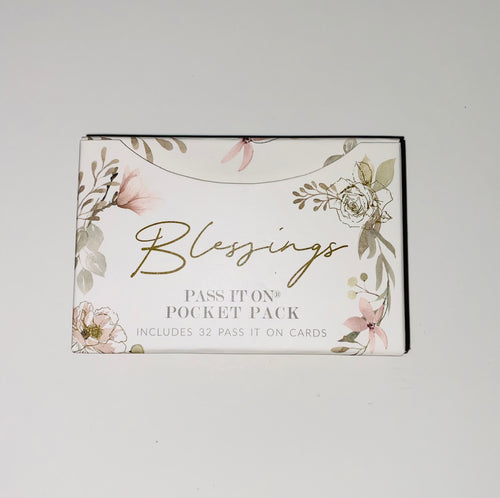 Blessings
PASS IT ON®
POCKET PACK
INCLUDES 32 PASS IT ON CARDS